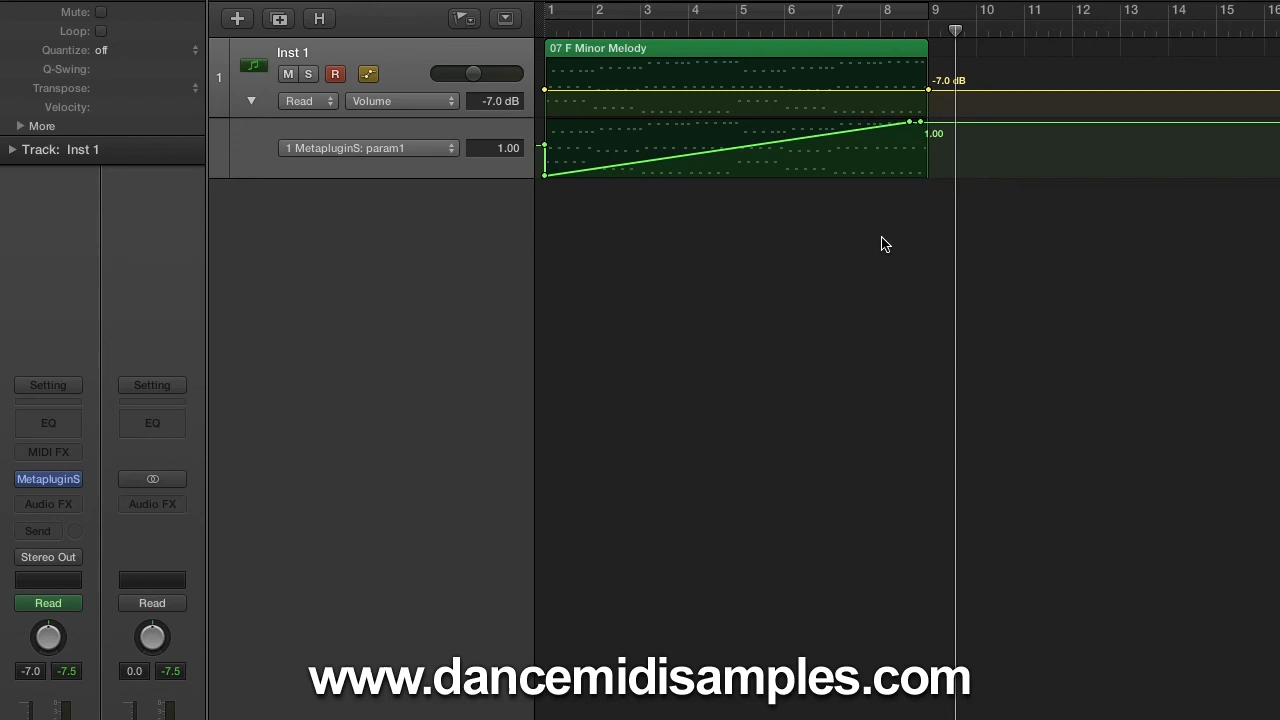 Mute:
Loop:
Quantize: off
Q-Swing:
Transpose:
Velocity:
More
Track: Inst 1
Setting Setting
EQ EQ
MIDI FX
MetapluginS
Audio FX Audio FX
Send
Stereo Out
Read Read
-7.0 -7.5 0.0 -7.5
H
1 2 3 4 5 6 7 8 9 10 11 12 13 14 15 16
1
Inst 1
M S R
Read Volume -7.0 dB
1 MetapluginS: param1 1.00
07 F Minor Melody
-7.0 dB
1.00
www.dancemidisamples.com